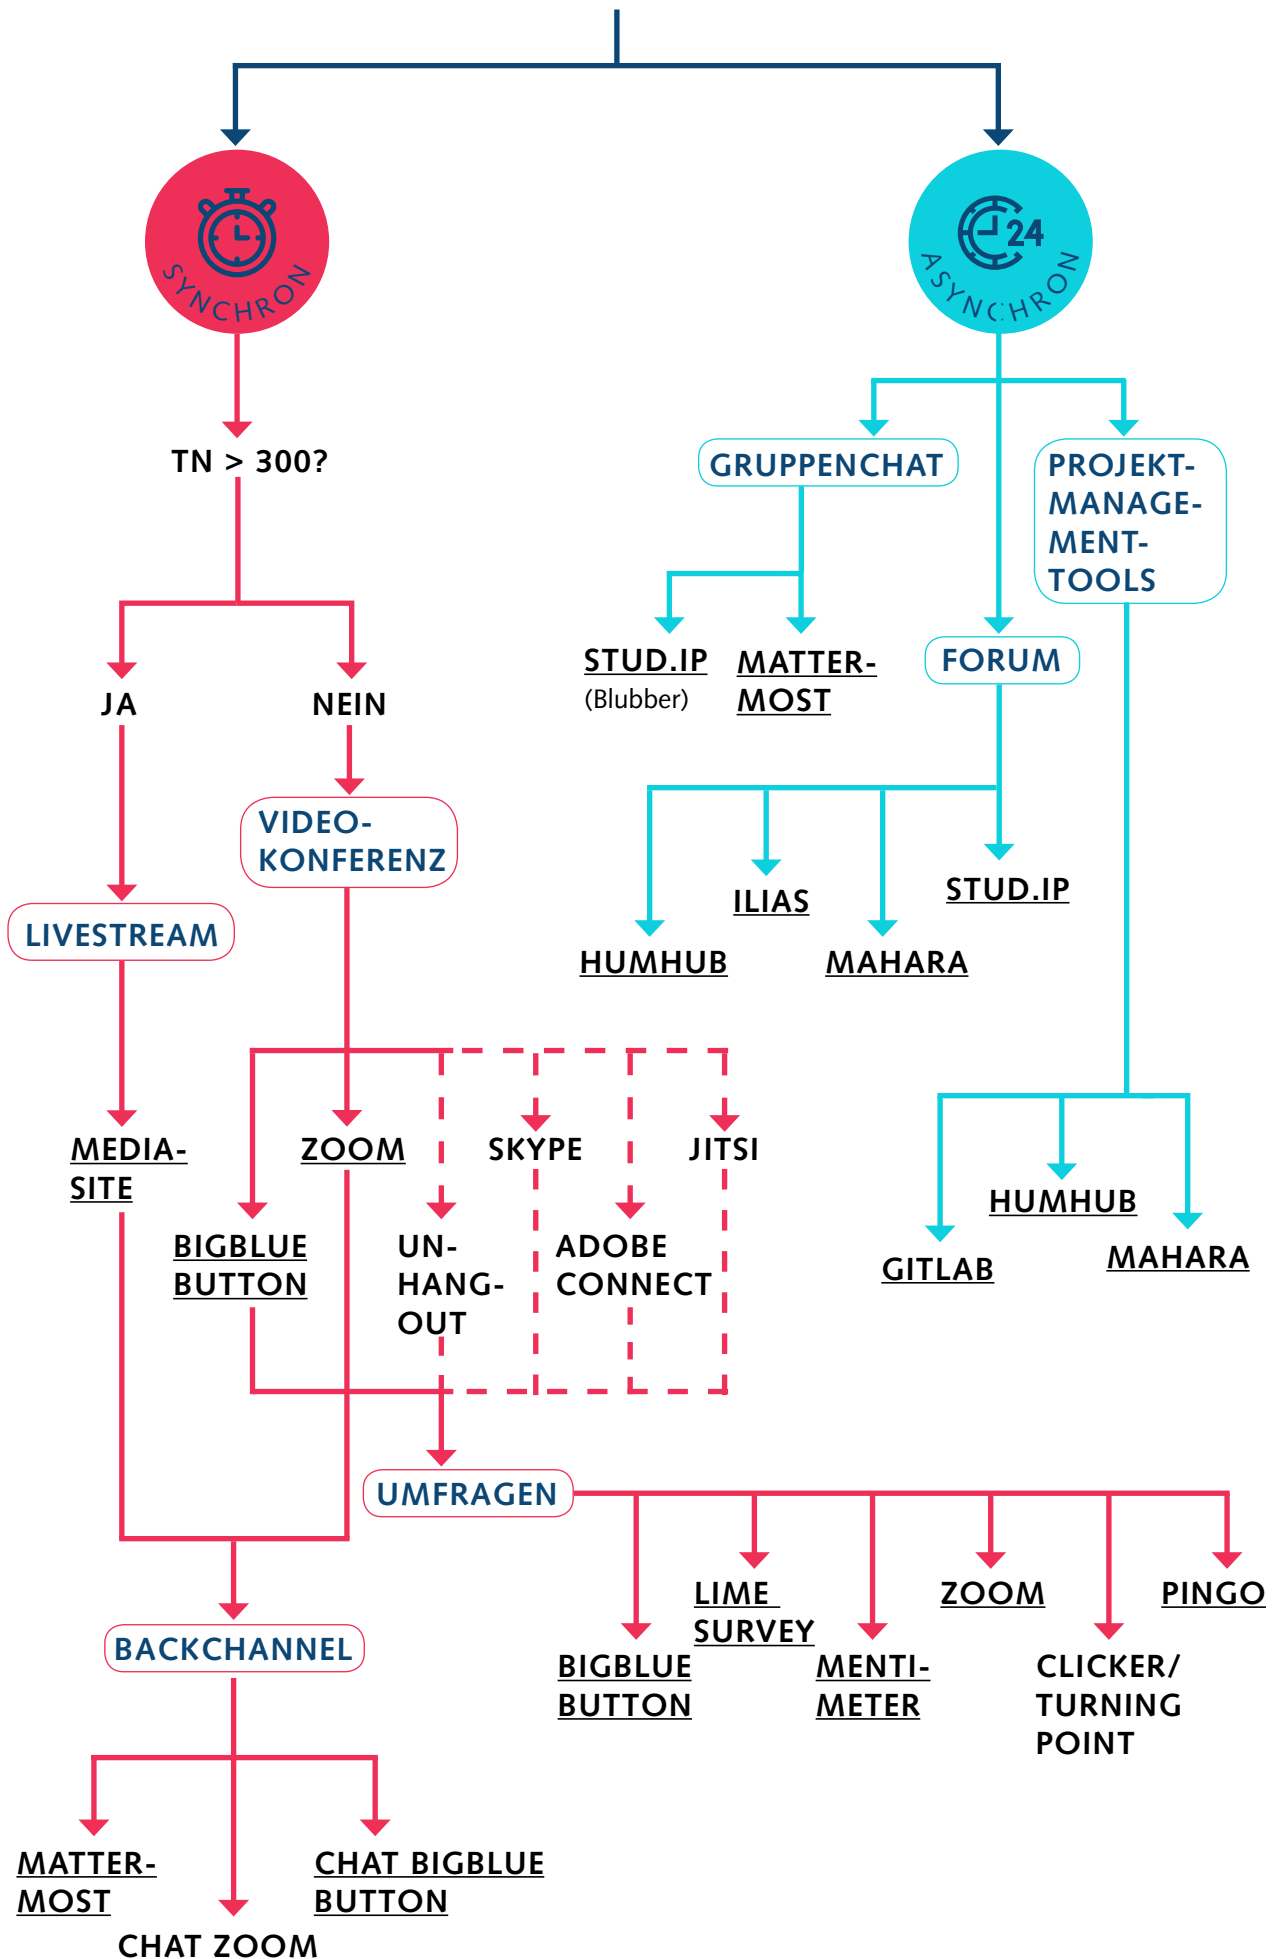 24
SYNCHRON
ASYNCHRON
TN > 300?
JA
NEIN
VIDEO-
KONFERENZ
LIVESTREAM
MEDIA-
SITE
BIGBLUE
BUTTON
ZOOM
UN-
HANG-
OUT
SKYPE
ADOBE
CONNECT
JITSI
GRUPPENCHAT
STUD.IP
(Blubber)
MATTER-
MOST
FORUM
HUMHUB
ILIAS
MAHARA
STUD.IP
PROJEKT-
MANAGE-
MENT-
TOOLS
GITLAB
HUMHUB
MAHARA
UMFRAGEN
BIGBLUE
BUTTON
LIME
SURVEY
MENTI-
METER
ZOOM
CLICKER/
TURNING
POINT
PINGO
BACKCHANNEL
MATTER-
MOST
CHAT ZOOM
CHAT BIGBLUE
BUTTON